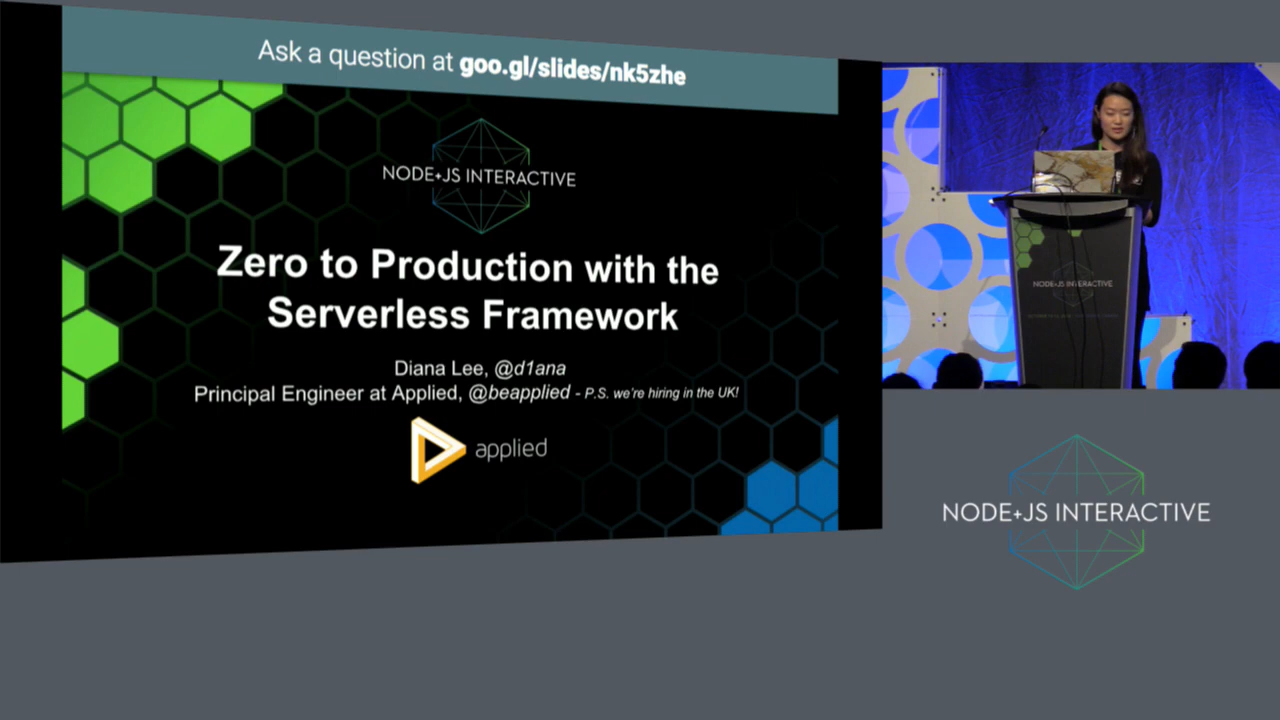 Ask a question at goo.gl/slides/nk5zhe
NODE+JS INTERACTIVE
Zero to Production with the
Serverless Framework
Diana Lee, @d1ana
Principal Engineer at Applied, @beapplied - P.S. we're hiring in the UK!
applied
NODE+JS INTERACTIVE
NODE+JS INTERACTIVE